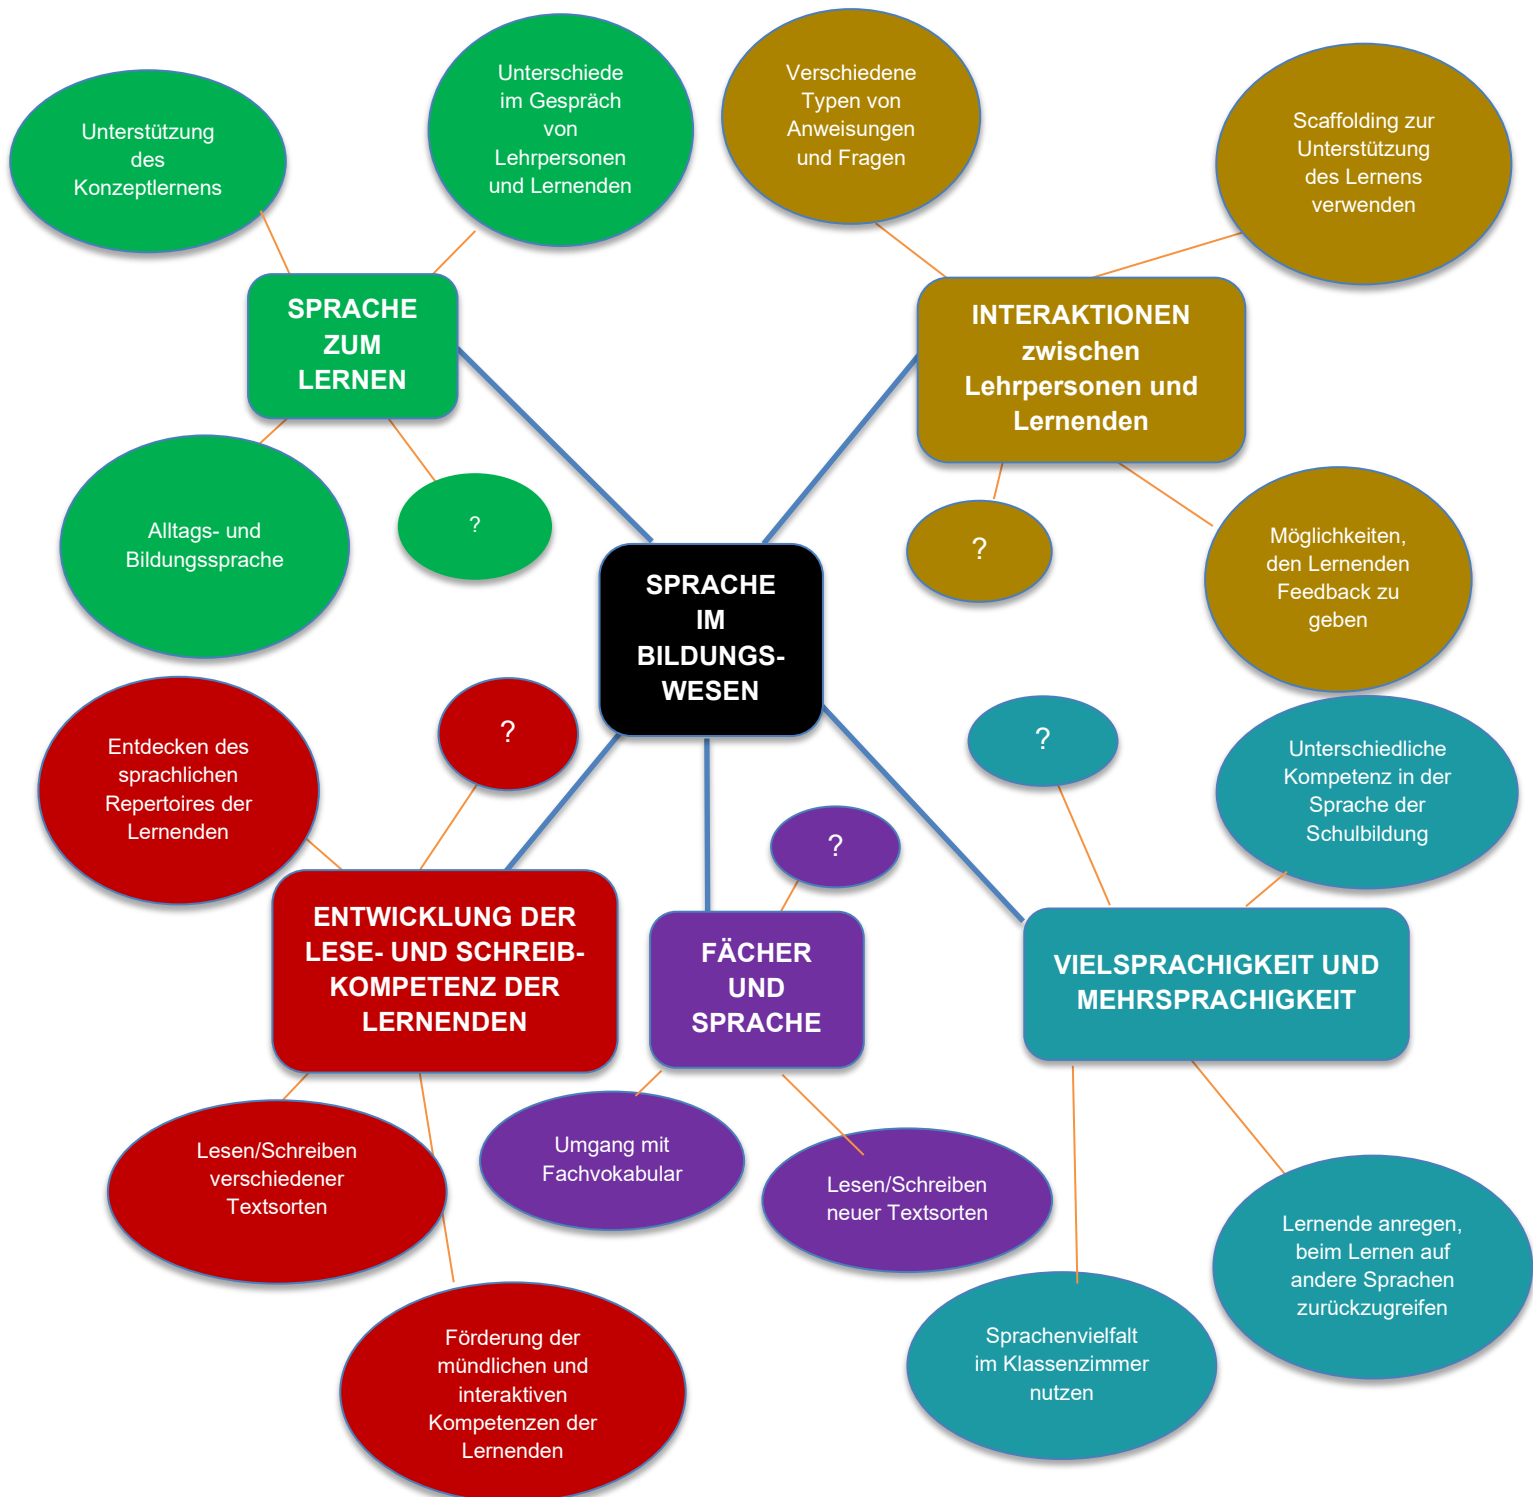 Unterstützung
des
Konzeptlernens
Unterschiede
im Gespräch
von
Lehrpersonen
und Lernenden
Verschiedene
Typen von
Anweisungen
und Fragen
Scaffolding zur
Unterstützung
des Lernens
verwenden
SPRACHE
ZUM
LERNEN
INTERAKTIONEN
zwischen
Lehrpersonen und
Lernenden
Alltags- und
Bildungssprache
?
?
Möglichkeiten,
den Lernenden
Feedback zu
geben
SPRACHE
IM
BILDUNGS-
WESEN
Entdecken des
sprachlichen
Repertoires der
Lernenden
?
?
?
Unterschiedliche
Kompetenz in der
Sprache der
Schulbildung
ENTWICKLUNG DER
LESE- UND SCHREIB-
KOMPETENZ DER
LERNENDEN
FÄCHER
UND
SPRACHE
VIELSPRACHIGKEIT UND
MEHRSPRACHIGKEIT
Lesen/Schreiben
verschiedener
Textsorten
Umgang mit
Fachvokabular
Lesen/Schreiben
neuer Textsorten
Lernende anregen,
beim Lernen auf
andere Sprachen
zurückzugreifen
Förderung der
mündlichen und
interaktiven
Kompetenzen der
Lernenden
Sprachenvielfalt
im Klassenzimmer
nutzen